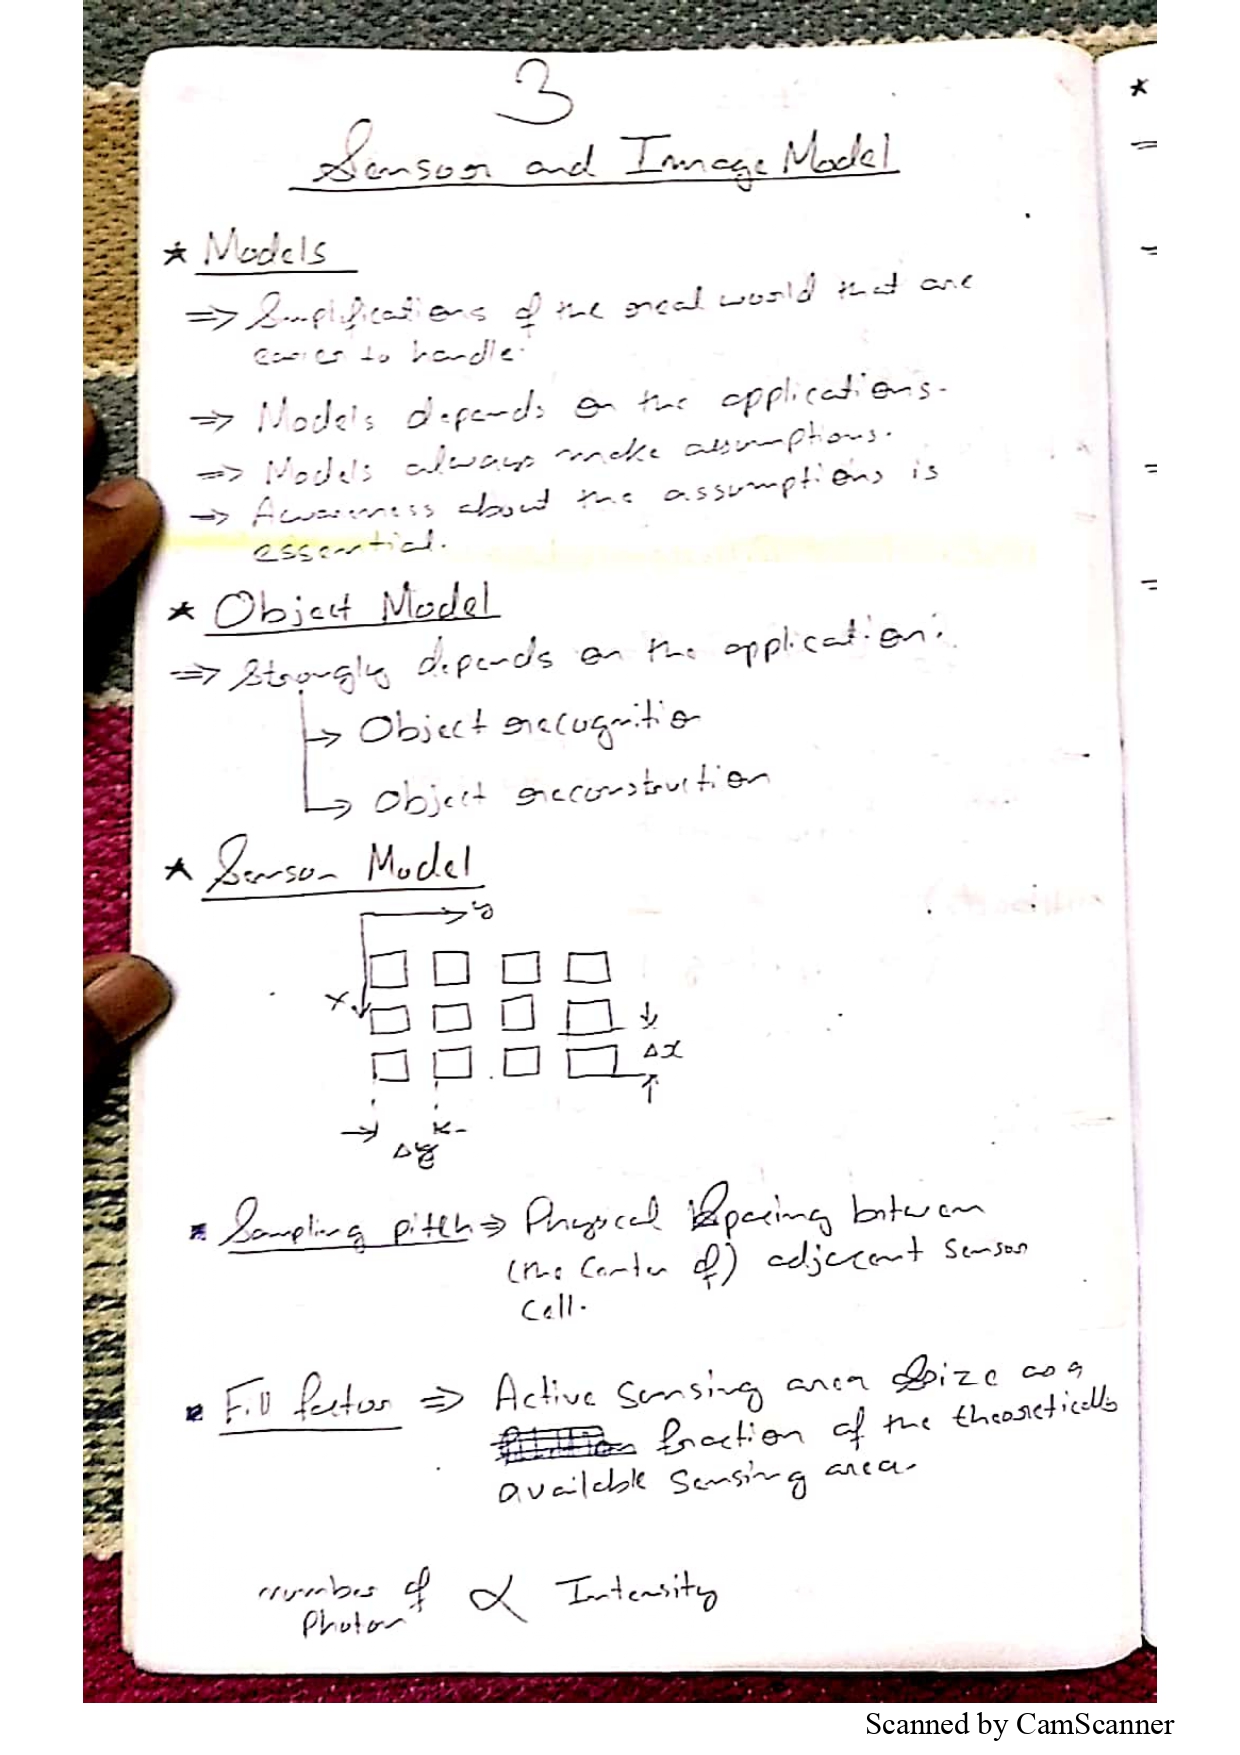 3
Sensor and Image Model
* Models
⇒ Simplifications of the real world that are
easier to handle.
⇒ Models depends on the applications.
⇒ Models always make assumptions.
⇒ Awareness about the assumptions is
essential.
* Object Model
⇒ Strongly depends on the application:
→ Object recognition
→ Object reconstruction
* Sensor Model
y
x
Δx
Δy
Sampling pitch ⇒ Physical Spacing between
(the Center of) adjacent Sensor
Cell.
Fill factor ⇒ Active Sensing area Size as a
fraction of the theoretically
available Sensing area.
number of ∝ Intensity
Photon
Scanned by CamScanner